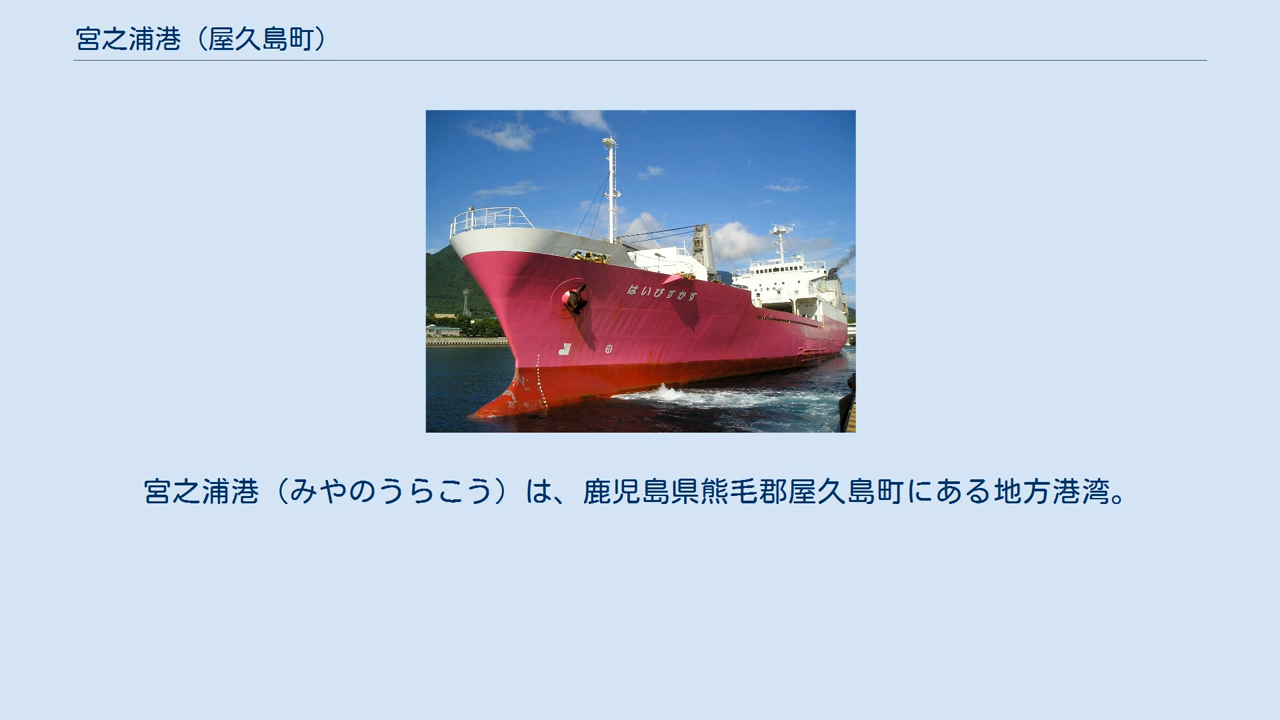 宮之浦港（屋久島町）
はいびすかす
宮之浦港（みやのうらこう）は、鹿児島県熊毛郡屋久島町にある地方港湾。